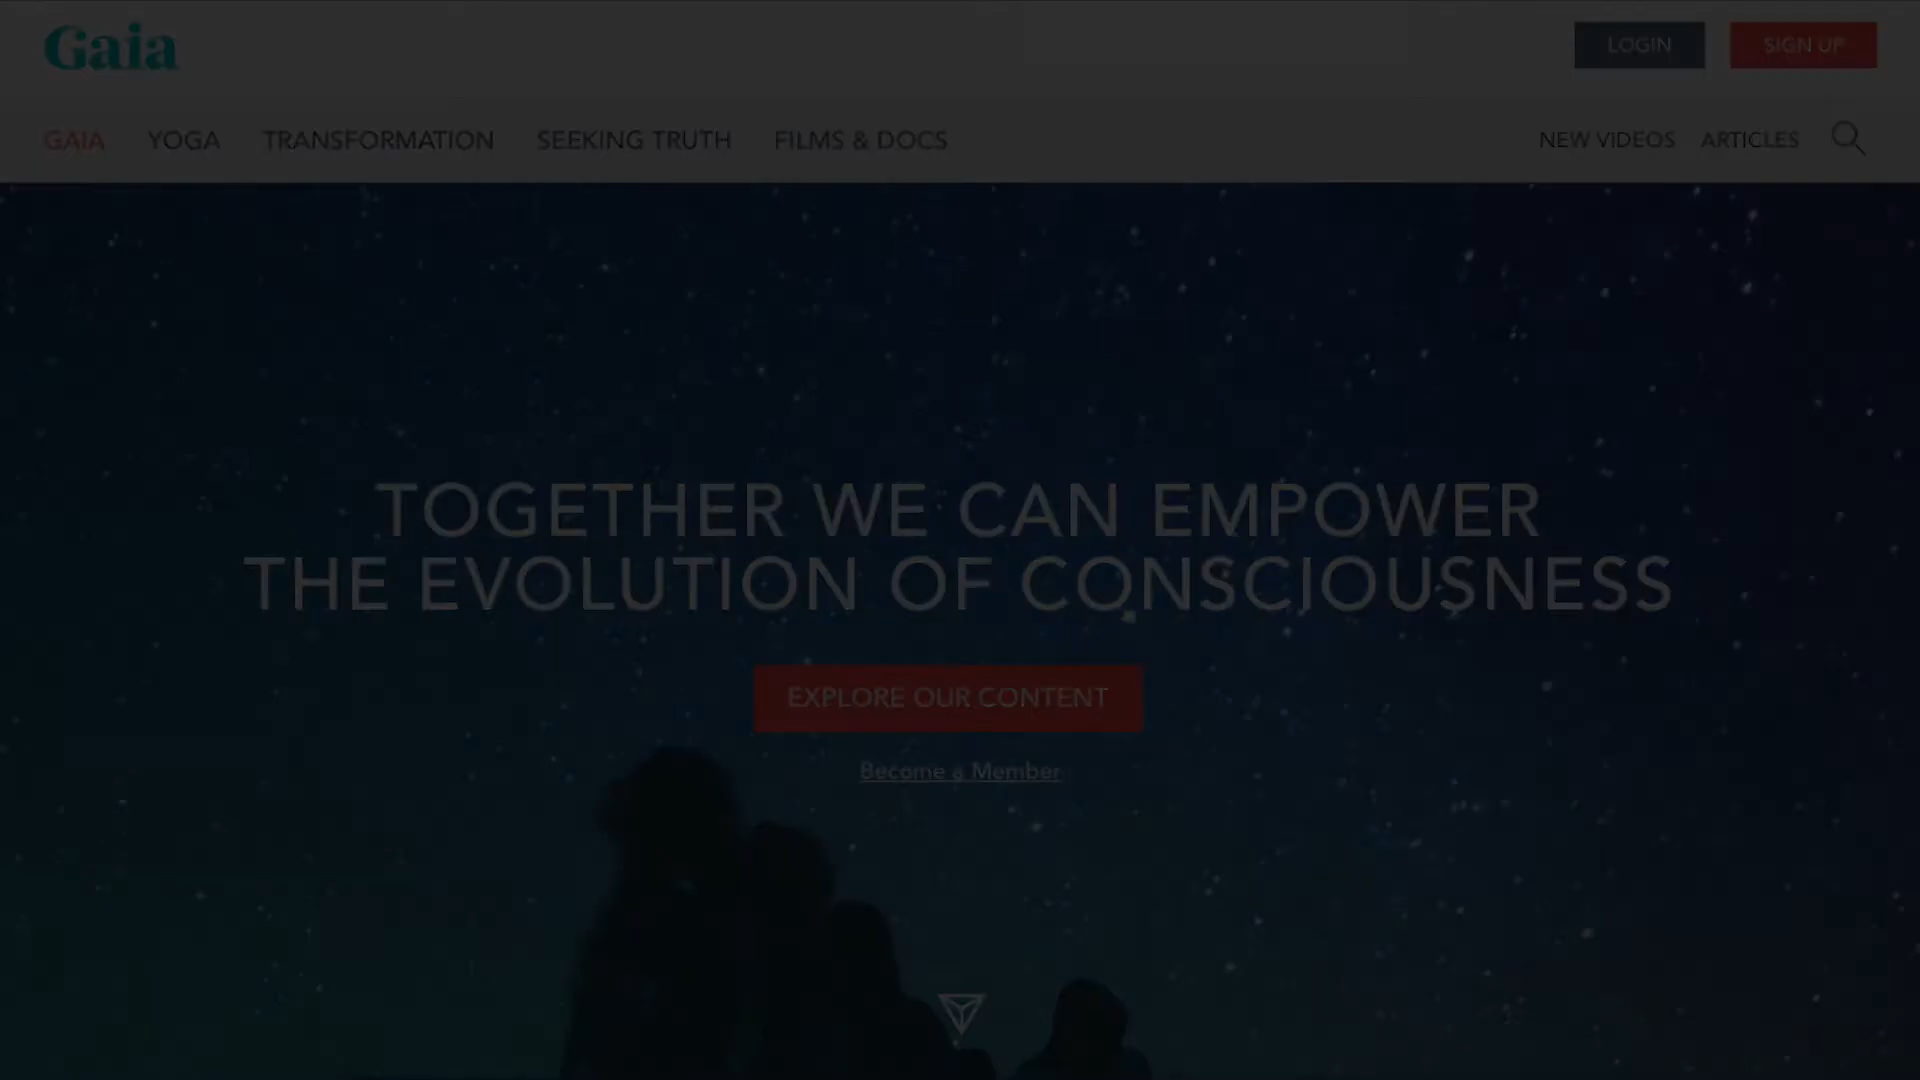 Gaia
LOGIN
SIGN UP
GAIA
YOGA
TRANSFORMATION
SEEKING TRUTH
FILMS & DOCS
NEW VIDEOS
ARTICLES
TOGETHER WE CAN EMPOWER
THE EVOLUTION OF CONSCIOUSNESS
EXPLORE OUR CONTENT
Become a Member